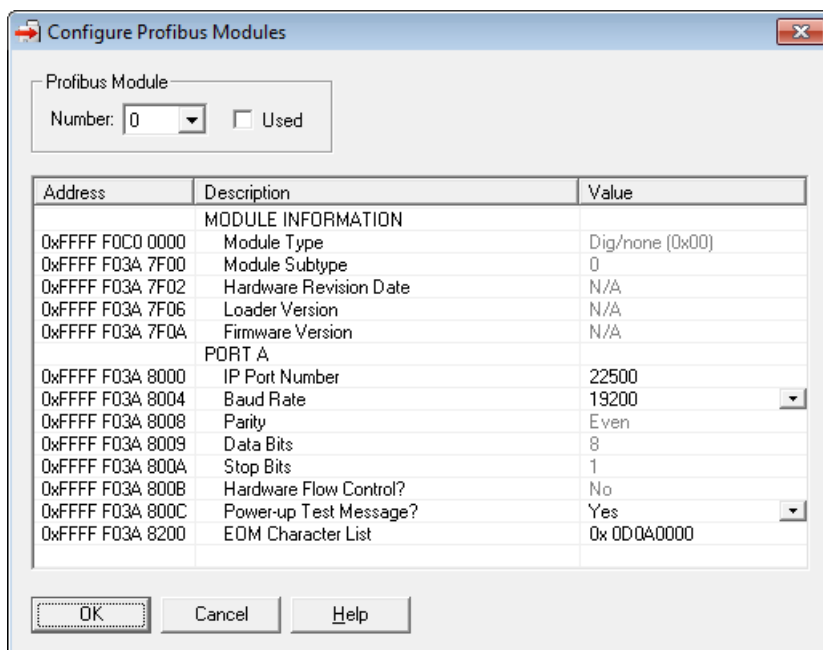 Configure Profibus Modules
Profibus Module
Number: 0 Used
Address Description Value
MODULE INFORMATION
0xFFFF F0C0 0000 Module Type Dig/none (0x00)
0xFFFF F03A 7F00 Module Subtype 0
0xFFFF F03A 7F02 Hardware Revision Date N/A
0xFFFF F03A 7F06 Loader Version N/A
0xFFFF F03A 7F0A Firmware Version N/A
PORT A
0xFFFF F03A 8000 IP Port Number 22500
0xFFFF F03A 8004 Baud Rate 19200
0xFFFF F03A 8008 Parity Even
0xFFFF F03A 8009 Data Bits 8
0xFFFF F03A 800A Stop Bits 1
0xFFFF F03A 800B Hardware Flow Control? No
0xFFFF F03A 800C Power-up Test Message? Yes
0xFFFF F03A 8200 EOM Character List 0x 0D0A0000
OK Cancel Help